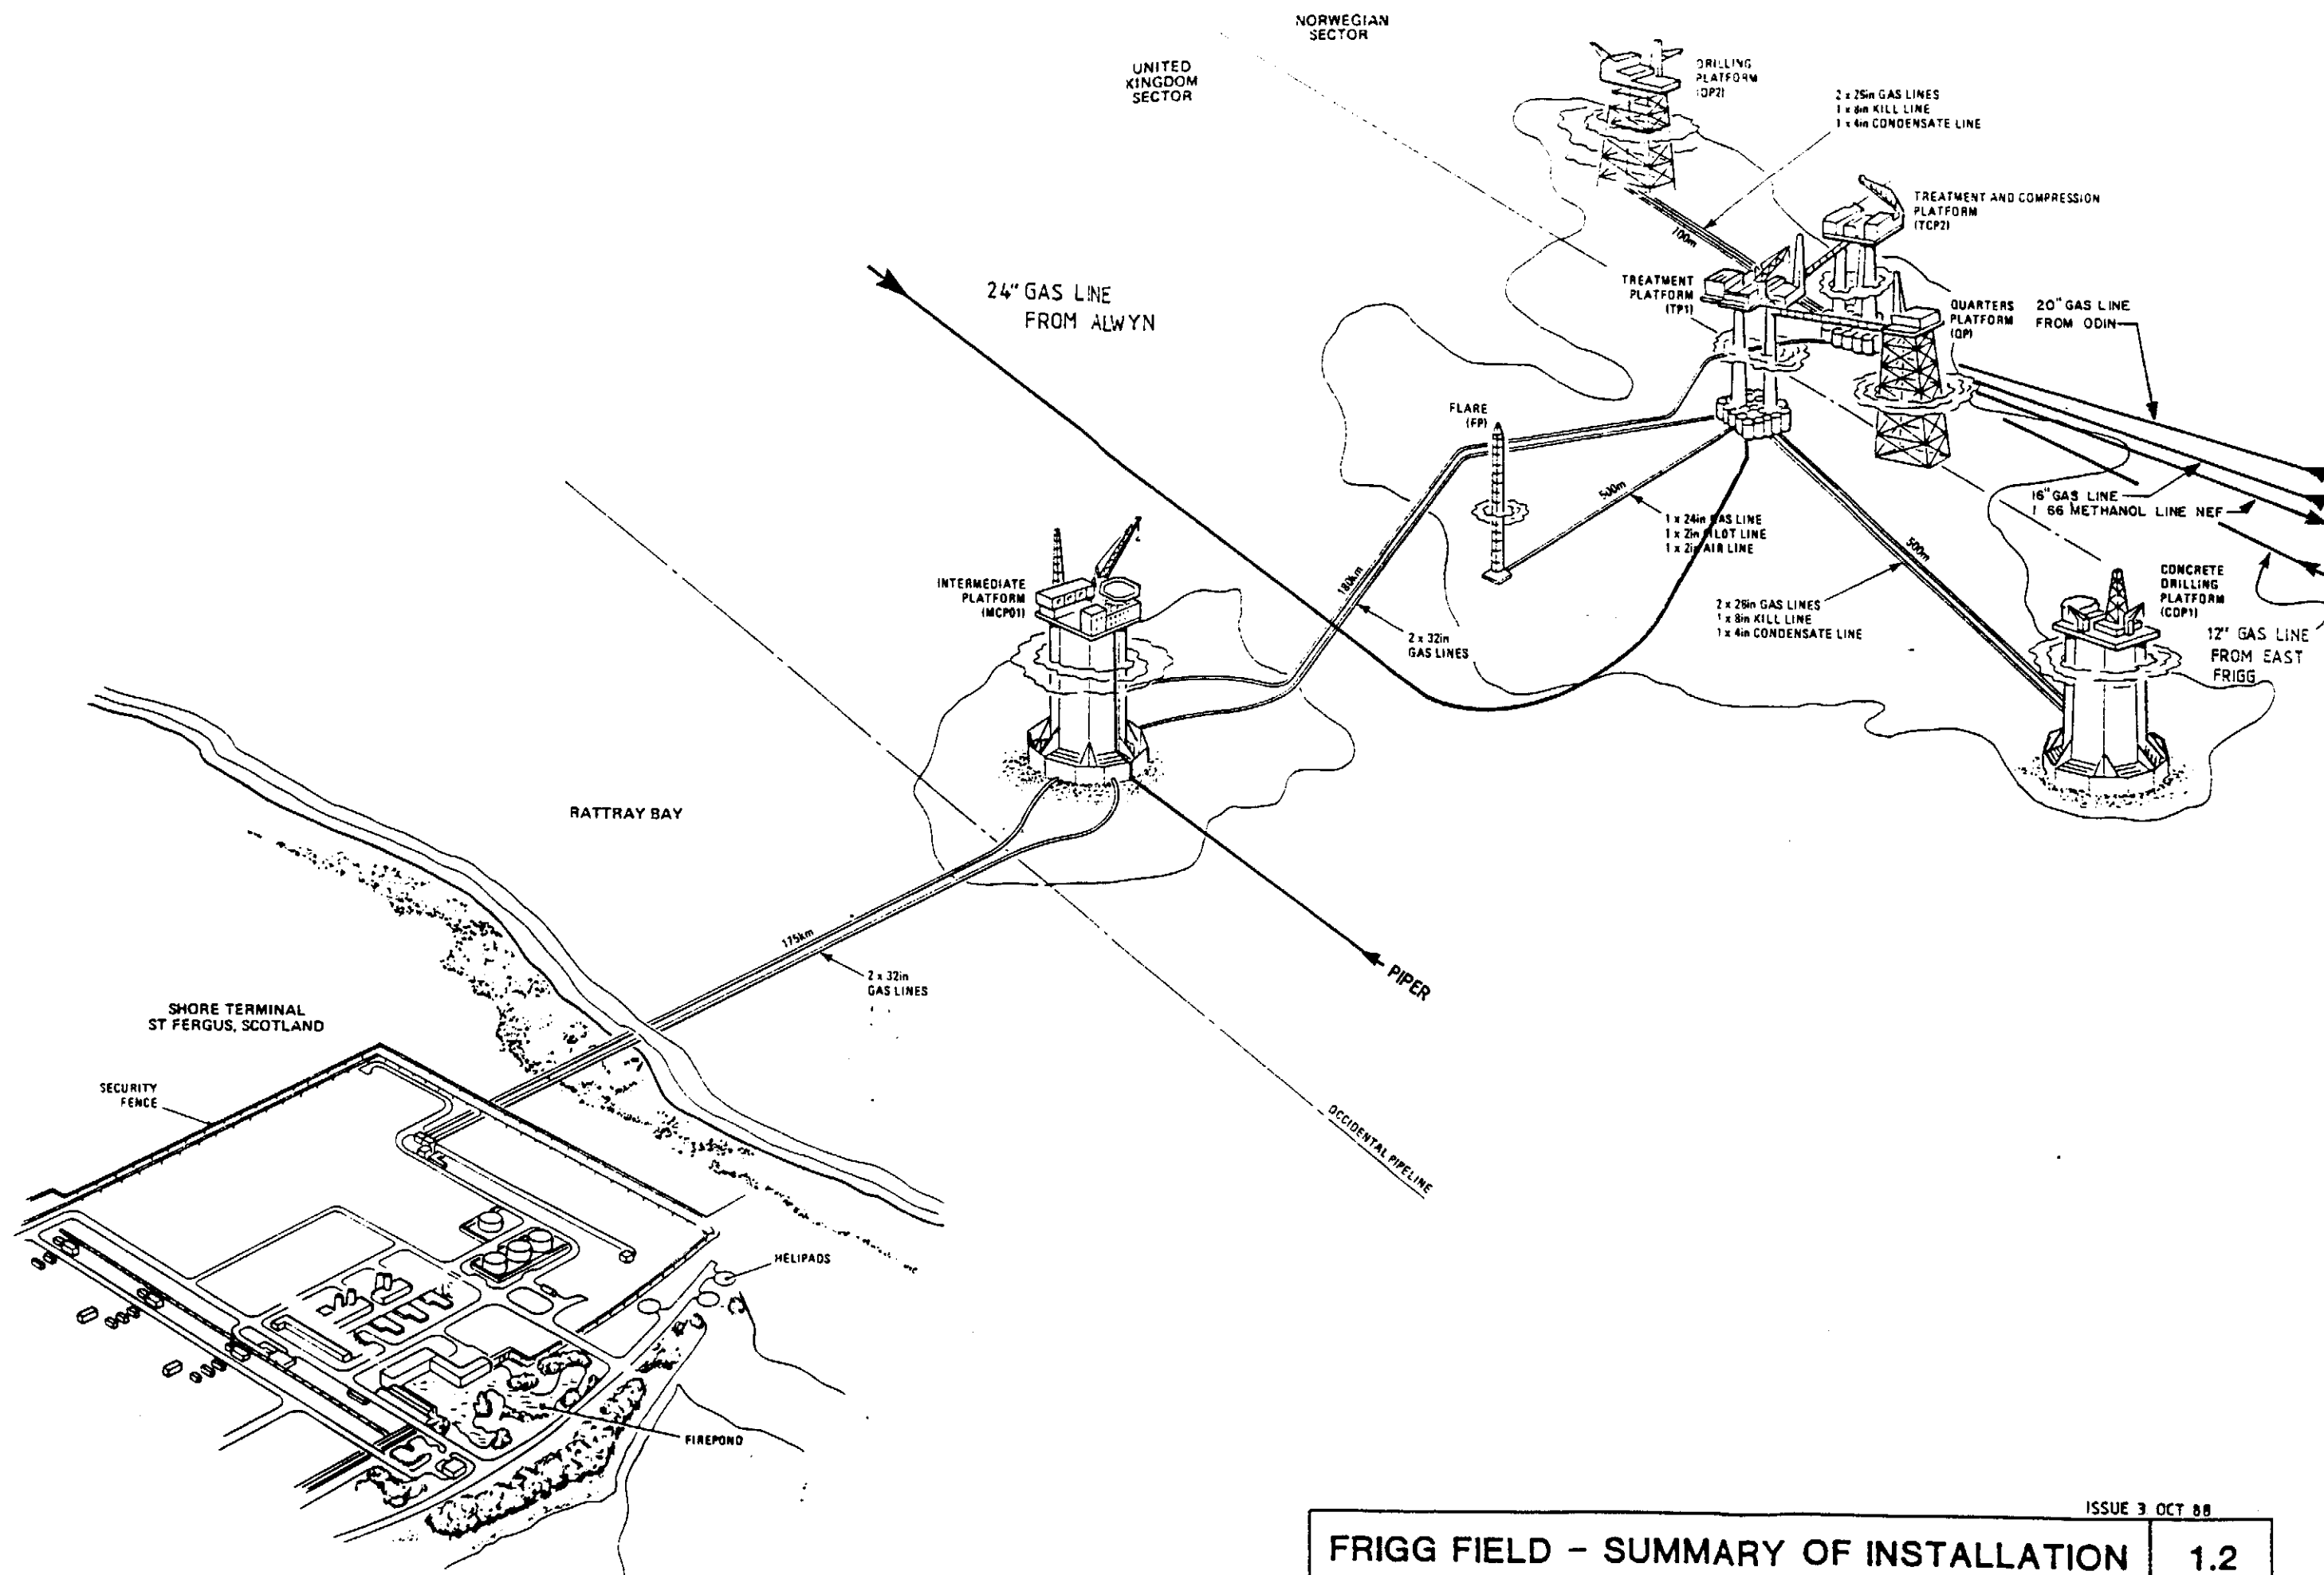 NORWEGIAN
SECTOR
UNITED
KINGDOM
SECTOR
DRILLING
PLATFORM
(DP2)
2 x 26in GAS LINES
1 x 8in KILL LINE
1 x 4in CONDENSATE LINE
100m
TREATMENT AND COMPRESSION
PLATFORM
(TCP2)
24" GAS LINE
FROM ALWYN
TREATMENT
PLATFORM
(TP1)
QUARTERS
PLATFORM
(QP)
20" GAS LINE
FROM ODIN
FLARE
(FP)
500m
1 x 24in GAS LINE
1 x 2in PILOT LINE
1 x 2in AIR LINE
16" GAS LINE
1 66 METHANOL LINE NEF
500m
INTERMEDIATE
PLATFORM
(MCP01)
180km
2 x 32in
GAS LINES
2 x 26in GAS LINES
1 x 8in KILL LINE
1 x 4in CONDENSATE LINE
CONCRETE
DRILLING
PLATFORM
(CDP1)
12" GAS LINE
FROM EAST
FRIGG
RATTRAY BAY
175km
2 x 32in
GAS LINES
PIPER
SHORE TERMINAL
ST FERGUS, SCOTLAND
SECURITY
FENCE
OCCIDENTAL PIPELINE
HELIPADS
FIREPOND
ISSUE 3 OCT 88
FRIGG FIELD - SUMMARY OF INSTALLATION
1.2